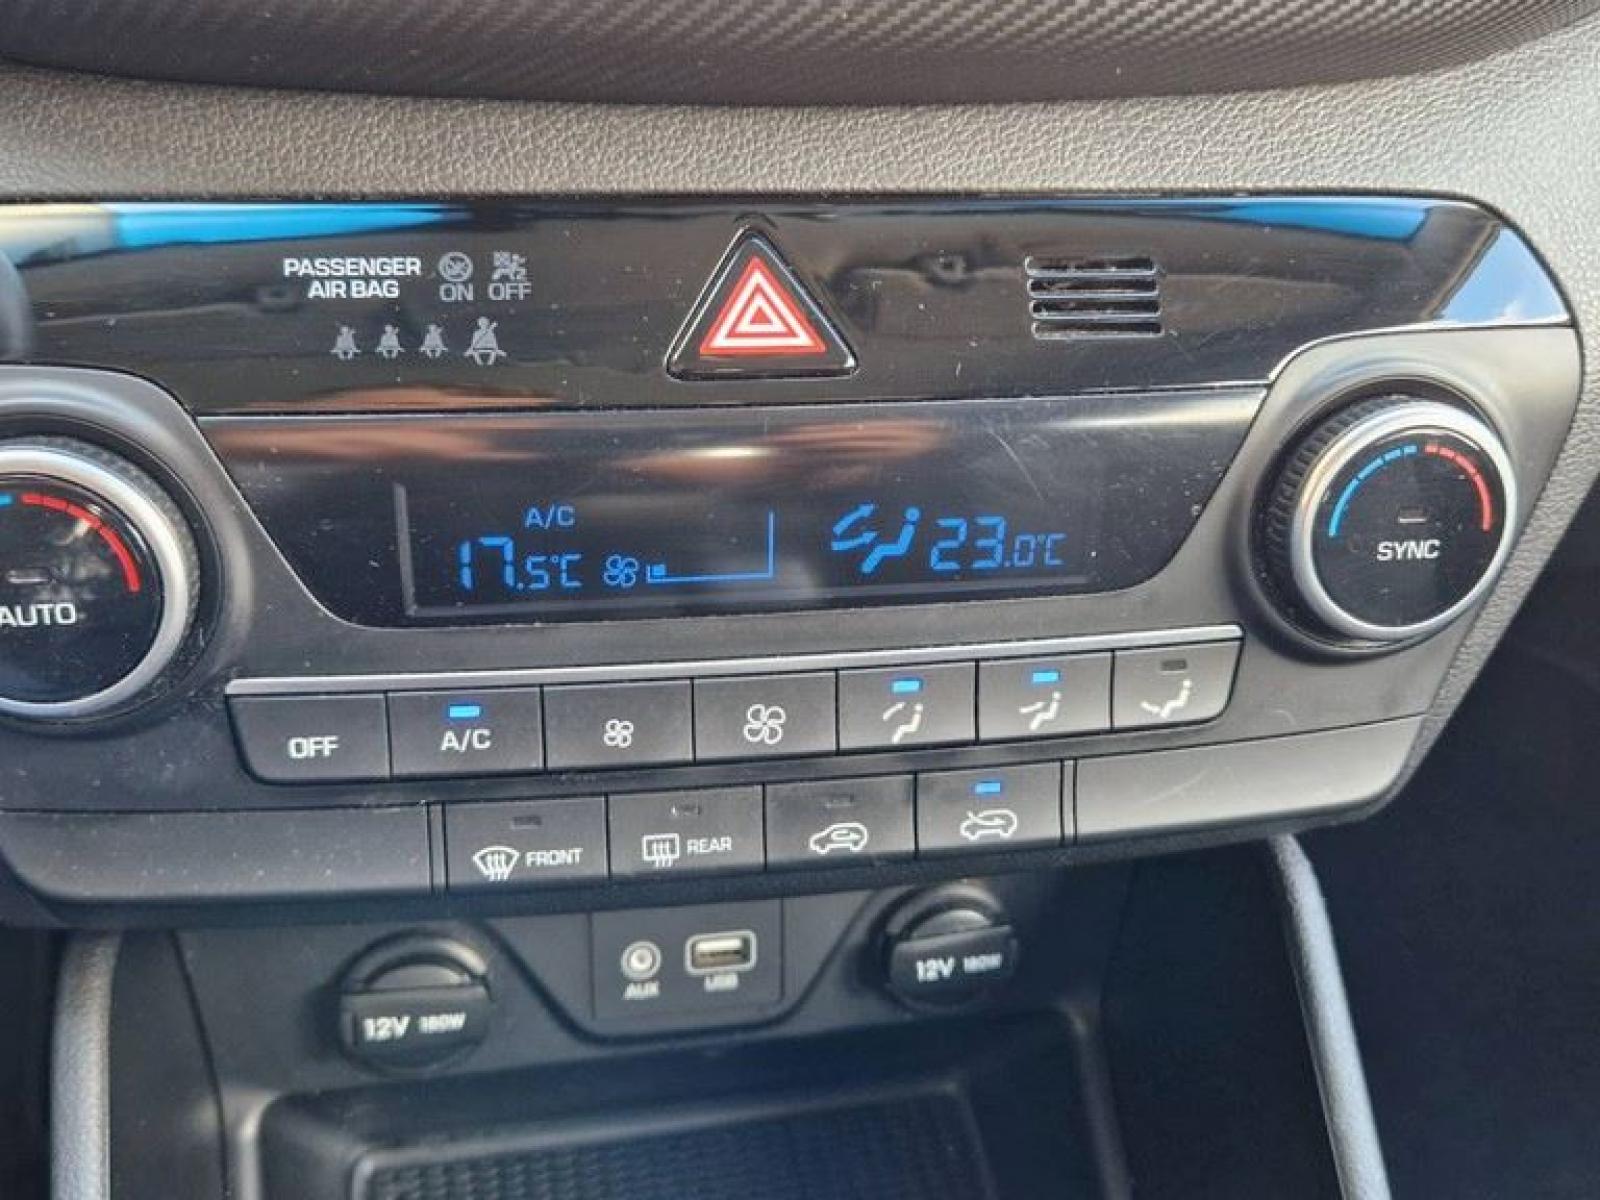 PASSENGER
AIR BAG ON OFF
A/C
17.5°C 23.0°C
AUTO
SYNC
OFF A/C
FRONT REAR
AUX USB
12V 180W
12V 180W